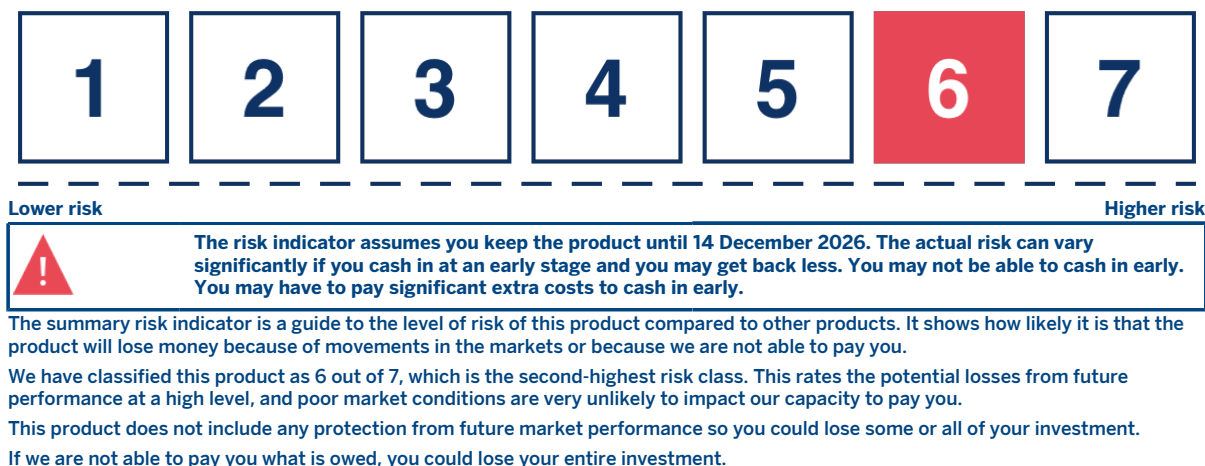 1 2 3 4 5 6 7
Lower risk Higher risk
!
The risk indicator assumes you keep the product until 14 December 2026. The actual risk can vary
significantly if you cash in at an early stage and you may get back less. You may not be able to cash in early.
You may have to pay significant extra costs to cash in early.
The summary risk indicator is a guide to the level of risk of this product compared to other products. It shows how likely it is that the
product will lose money because of movements in the markets or because we are not able to pay you.
We have classified this product as 6 out of 7, which is the second-highest risk class. This rates the potential losses from future
performance at a high level, and poor market conditions are very unlikely to impact our capacity to pay you.
This product does not include any protection from future market performance so you could lose some or all of your investment.
If we are not able to pay you what is owed, you could lose your entire investment.